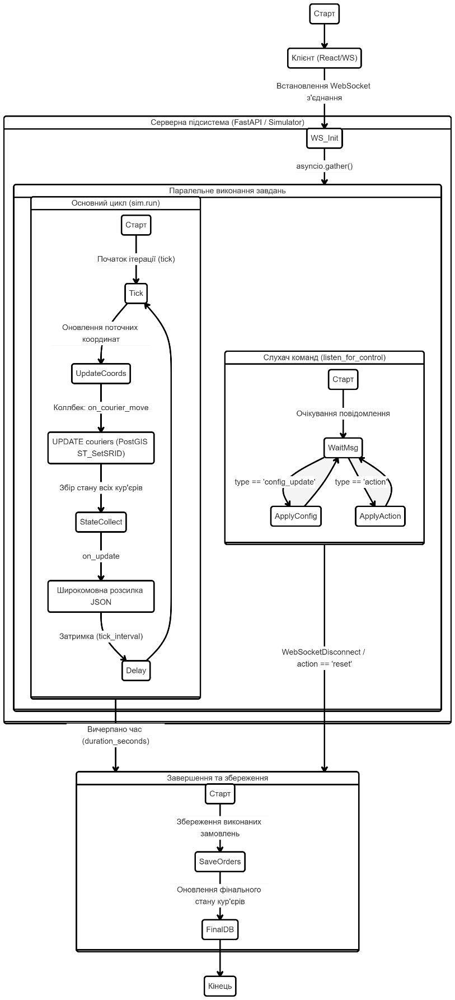 Старт
Клієнт (React/WS)
Встановлення WebSocket
з'єднання
Серверна підсистема (FastAPI / Simulator)
WS_Init
asyncio.gather()
Паралельне виконання завдань
Основний цикл (sim.run)
Старт
Початок ітерації (tick)
Tick
Оновлення поточних
координат
UpdateCoords
Коллбек: on_courier_move
UPDATE couriers (PostGIS
ST_SetSRID)
Збір стану всіх кур'єрів
StateCollect
on_update
Широкомовна розсилка
JSON
Затримка (tick_interval)
Delay
Слухач команд (listen_for_control)
Старт
Очікування повідомлення
WaitMsg
type == 'config_update'
type == 'action'
ApplyConfig
ApplyAction
WebSocketDisconnect /
action == 'reset'
Вичерпано час
(duration_seconds)
Завершення та збереження
Старт
Збереження виконаних
замовлень
SaveOrders
Оновлення фінального
стану кур'єрів
FinalDB
Кінець